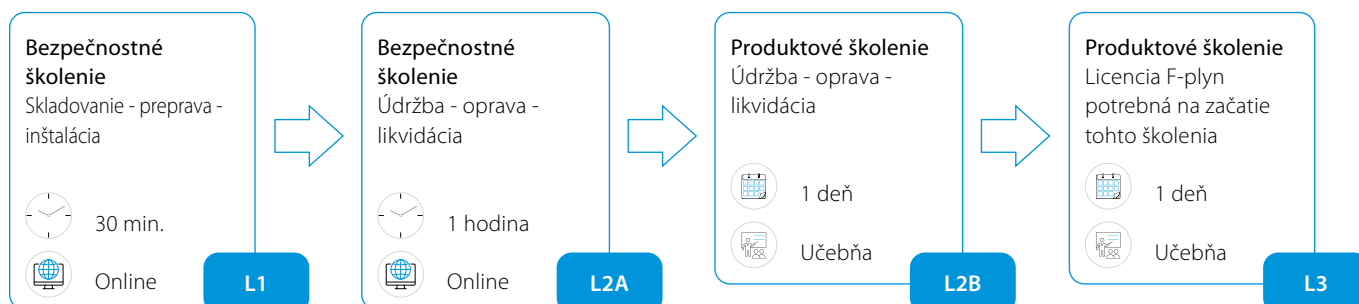 Bezpečnostné
školenie
Skladovanie - preprava -
inštalácia
30 min.
Online
L1
Bezpečnostné
školenie
Údržba - oprava -
likvidácia
1 hodina
Online
L2A
Produktové školenie
Údržba - oprava -
likvidácia
1 deň
Učebňa
L2B
Produktové školenie
Licencia F-plyn
potrebná na začatie
tohto školenia
1 deň
Učebňa
L3